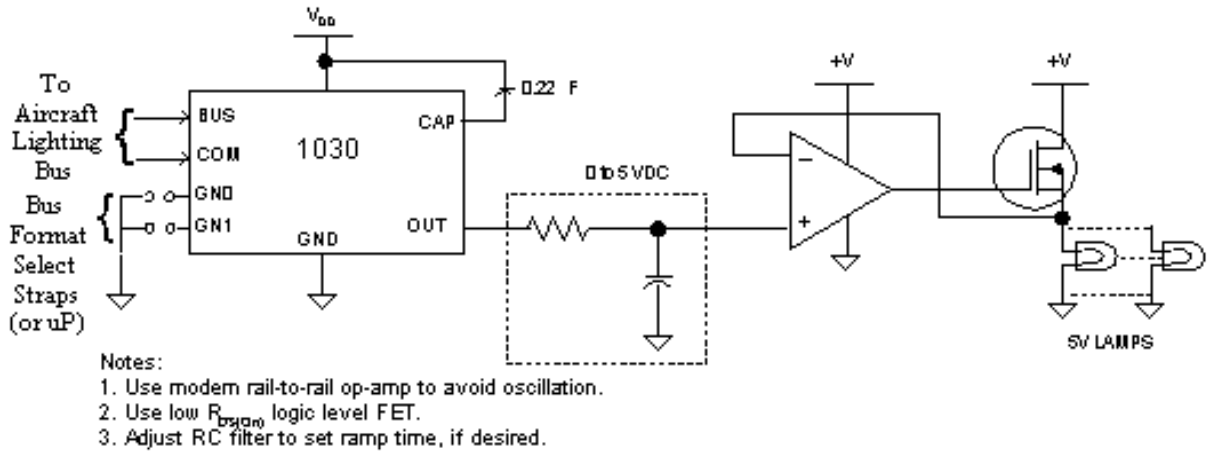 V_DD
0.22 F
To
Aircraft
Lighting
Bus
BUS
COM
CAP
1030
Bus
Format
Select
Straps
(or uP)
GN0
GN1
GND
OUT
0 to 5 VDC
+V
+V
−
+
5V LAMPS
Notes:
1. Use modern rail-to-rail op-amp to avoid oscillation.
2. Use low R_DS(on) logic level FET.
3. Adjust RC filter to set ramp time, if desired.